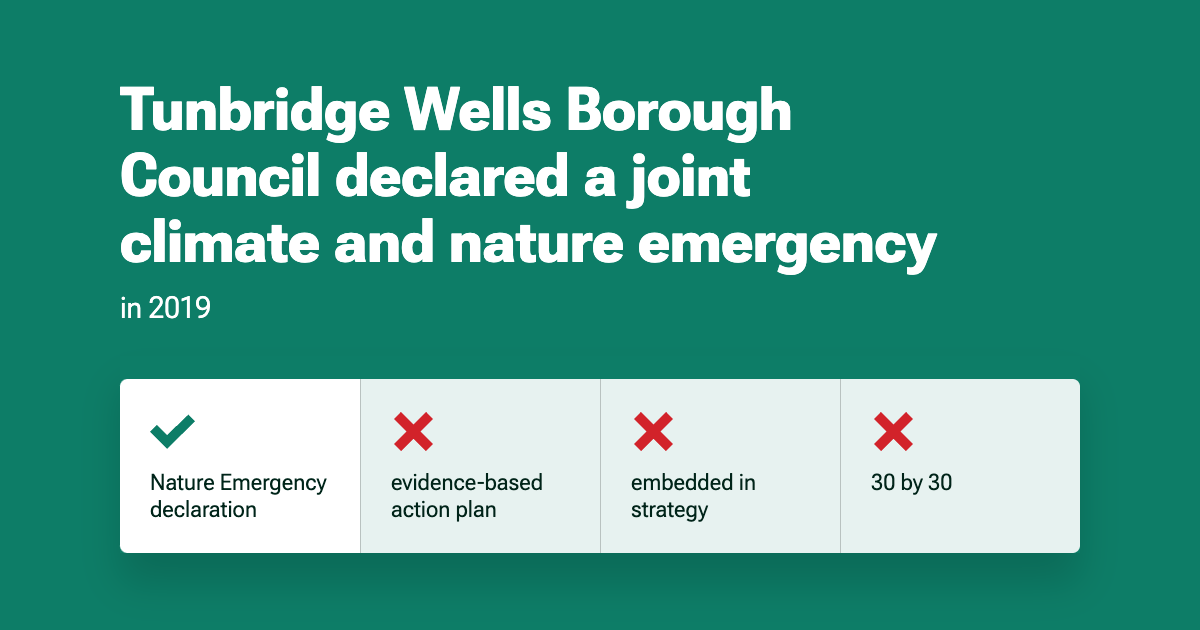 Tunbridge Wells Borough
Council declared a joint
climate and nature emergency
in 2019
Nature Emergency
declaration
evidence-based
action plan
embedded in
strategy
30 by 30